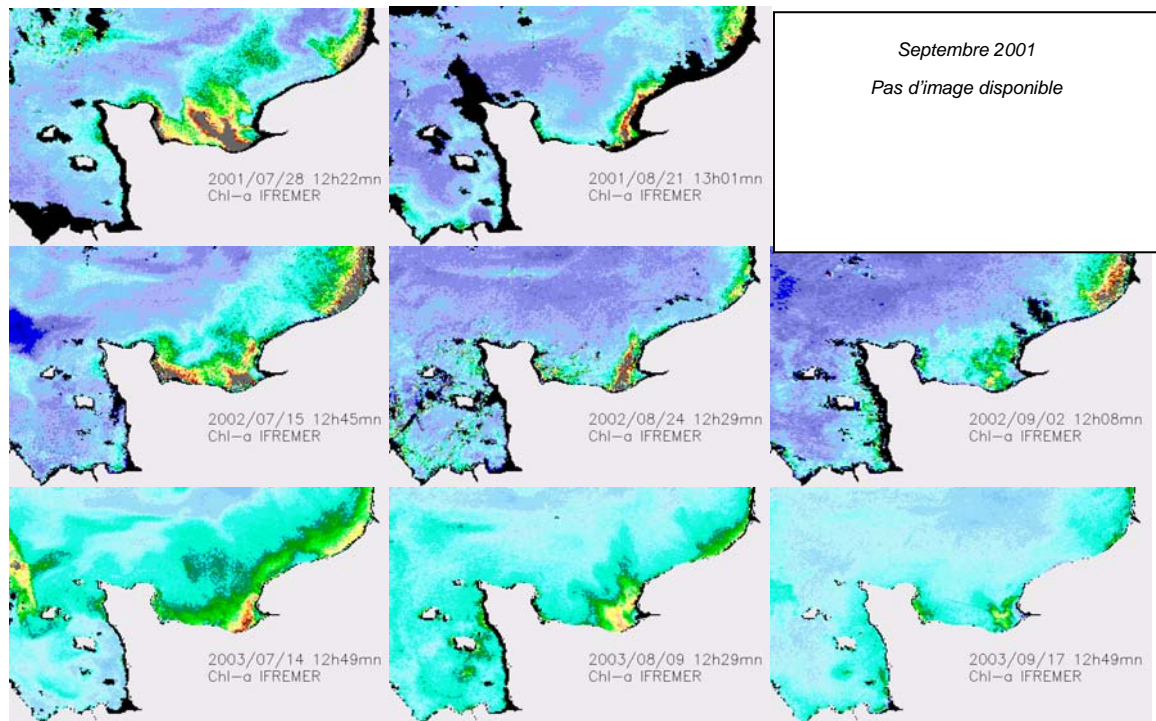 2001/07/28 12h22mn
Chl-a IFREMER
2001/08/21 13h01mn
Chl-a IFREMER
Septembre 2001
Pas d'image disponible
2002/07/15 12h45mn
Chl-a IFREMER
2002/08/24 12h29mn
Chl-a IFREMER
2002/09/02 12h08mn
Chl-a IFREMER
2003/07/14 12h49mn
Chl-a IFREMER
2003/08/09 12h29mn
Chl-a IFREMER
2003/09/17 12h49mn
Chl-a IFREMER